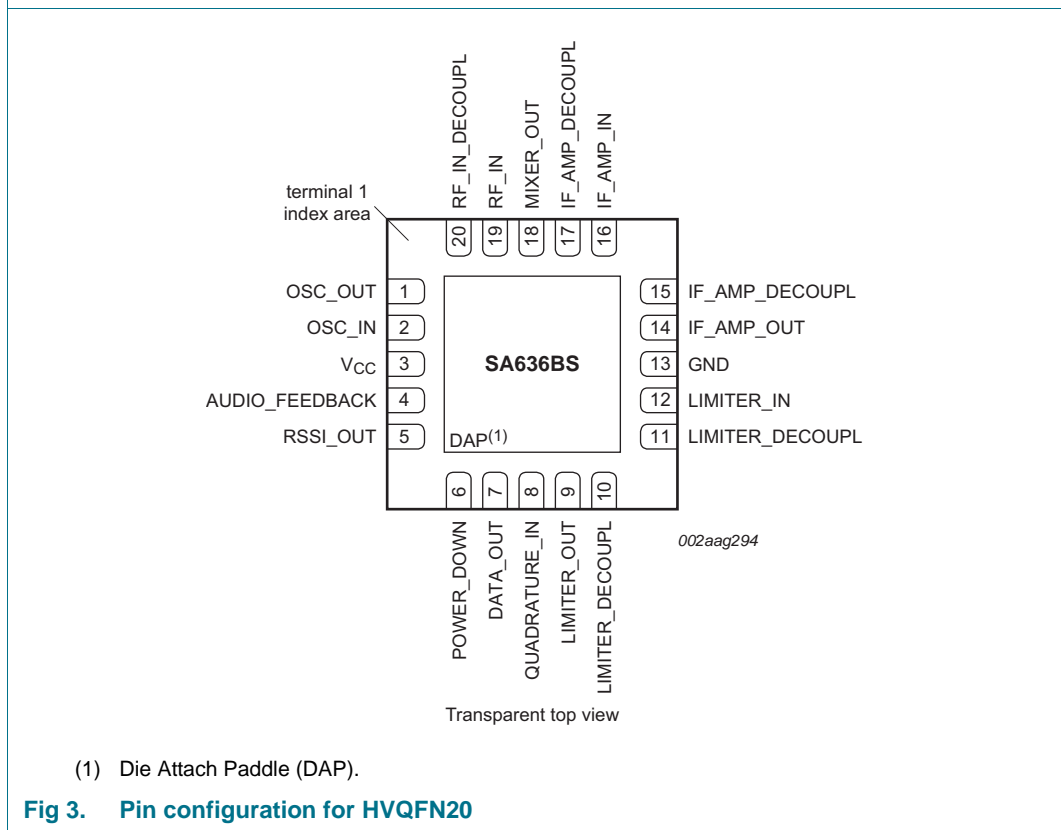 RF_IN_DECOUPL
RF_IN
MIXER_OUT
IF_AMP_DECOUPL
IF_AMP_IN
terminal 1
index area
20 19 18 17 16
OSC_OUT 1
OSC_IN 2
VCC 3
AUDIO_FEEDBACK 4
RSSI_OUT 5
15 IF_AMP_DECOUPL
14 IF_AMP_OUT
13 GND
12 LIMITER_IN
11 LIMITER_DECOUPL
SA636BS
DAP(1)
6 7 8 9 10
POWER_DOWN
DATA_OUT
QUADRATURE_IN
LIMITER_OUT
LIMITER_DECOUPL
002aag294
Transparent top view
(1) Die Attach Paddle (DAP).
Fig 3. Pin configuration for HVQFN20